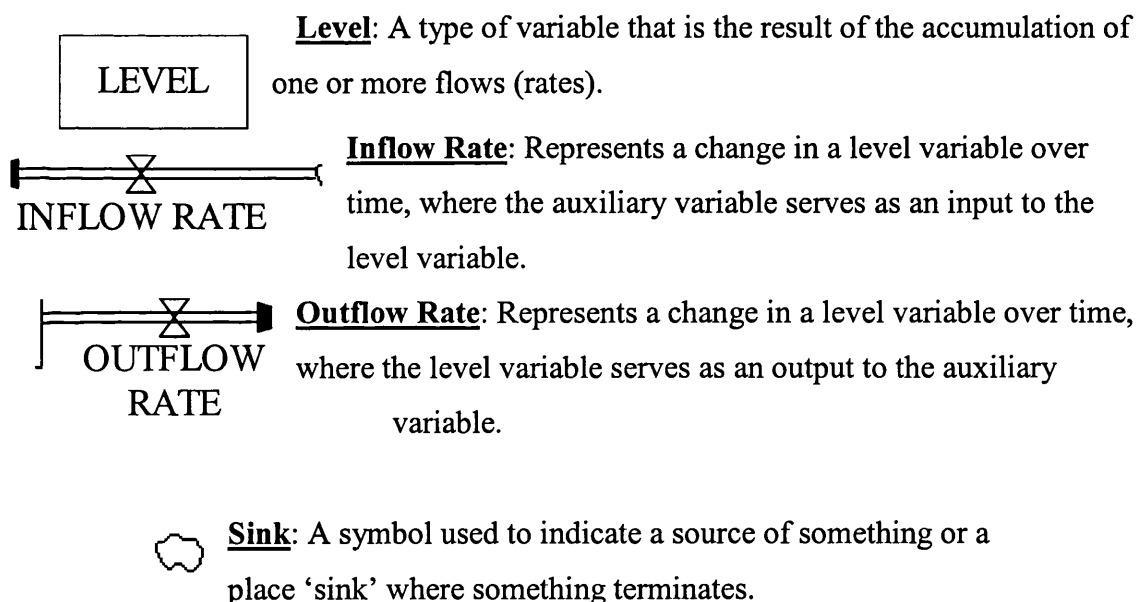 Level: A type of variable that is the result of the accumulation of
LEVEL
one or more flows (rates).
Inflow Rate: Represents a change in a level variable over
INFLOW RATE
time, where the auxiliary variable serves as an input to the
level variable.
Outflow Rate: Represents a change in a level variable over time,
OUTFLOW
RATE
where the level variable serves as an output to the auxiliary
variable.
Sink: A symbol used to indicate a source of something or a
place ‘sink’ where something terminates.